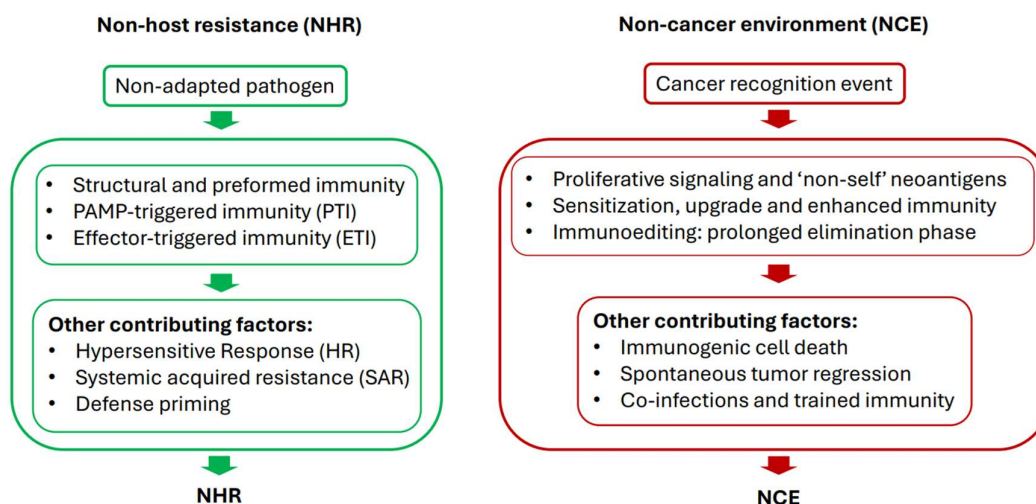 Non-host resistance (NHR)
Non-adapted pathogen
• Structural and preformed immunity
• PAMP-triggered immunity (PTI)
• Effector-triggered immunity (ETI)
Other contributing factors:
• Hypersensitive Response (HR)
• Systemic acquired resistance (SAR)
• Defense priming
NHR
Non-cancer environment (NCE)
Cancer recognition event
• Proliferative signaling and ‘non-self’ neoantigens
• Sensitization, upgrade and enhanced immunity
• Immunoediting: prolonged elimination phase
Other contributing factors:
• Immunogenic cell death
• Spontaneous tumor regression
• Co-infections and trained immunity
NCE